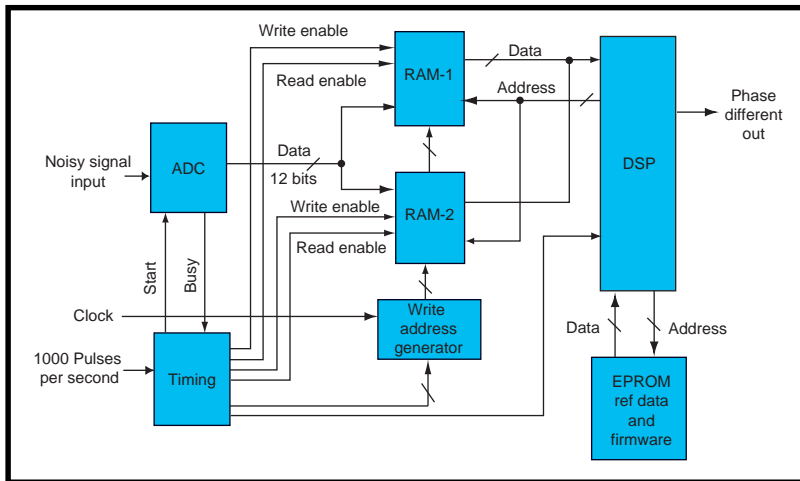 Write enable
RAM-1
Data
Read enable
Address
Phase
different
out
Noisy signal
input
ADC
Data
12 bits
DSP
RAM-2
Write enable
Read enable
Start
Busy
Clock
Write
address
generator
Data
Address
1000 Pulses
per second
Timing
EPROM
ref data
and
firmware